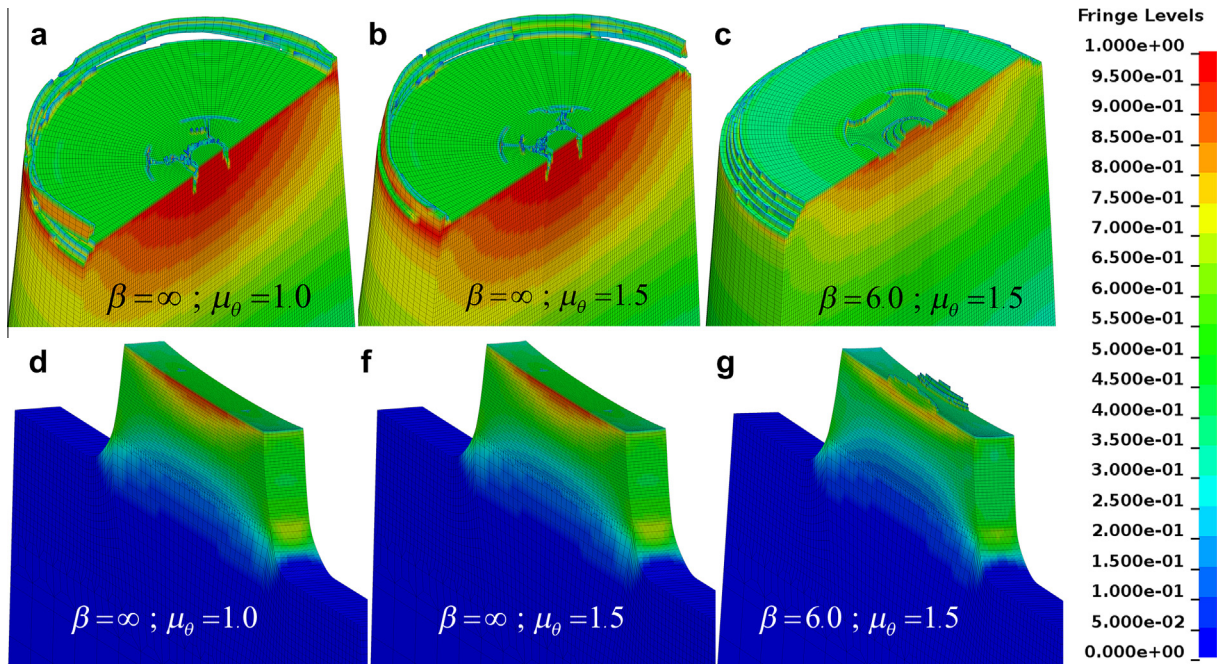 a
b
c
β=∞ ; μθ=1.0
β=∞ ; μθ=1.5
β=6.0 ; μθ=1.5
d
f
g
β=∞ ; μθ=1.0
β=∞ ; μθ=1.5
β=6.0 ; μθ=1.5
Fringe Levels
1.000e+00
9.500e-01
9.000e-01
8.500e-01
8.000e-01
7.500e-01
7.000e-01
6.500e-01
6.000e-01
5.500e-01
5.000e-01
4.500e-01
4.000e-01
3.500e-01
3.000e-01
2.500e-01
2.000e-01
1.500e-01
1.000e-01
5.000e-02
0.000e+00